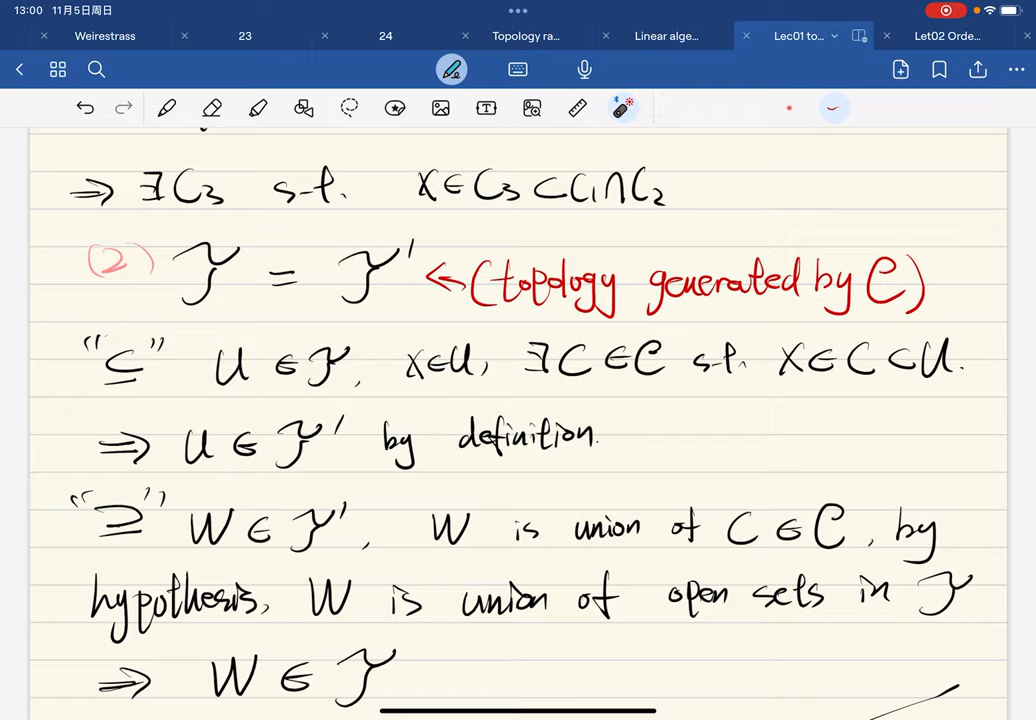 13:00 11月5日周日
Weirestrass 23 24 Topology ra... Linear alge... Lec01 to... Let02 Orde...
⇒ ∃C₃ s.t. x∈C₃⊂C₁∩C₂
(2) 𝒯 = 𝒯' ← (topology generated by 𝒞)
"⊆" U ∈ 𝒯, x∈U, ∃C∈𝒞 s.t. x∈C⊂U.
⇒ U ∈ 𝒯' by definition.
"⊇" W ∈ 𝒯', W is union of C ∈ 𝒞, by
hypothesis, W is union of open sets in 𝒯
⇒ W ∈ 𝒯